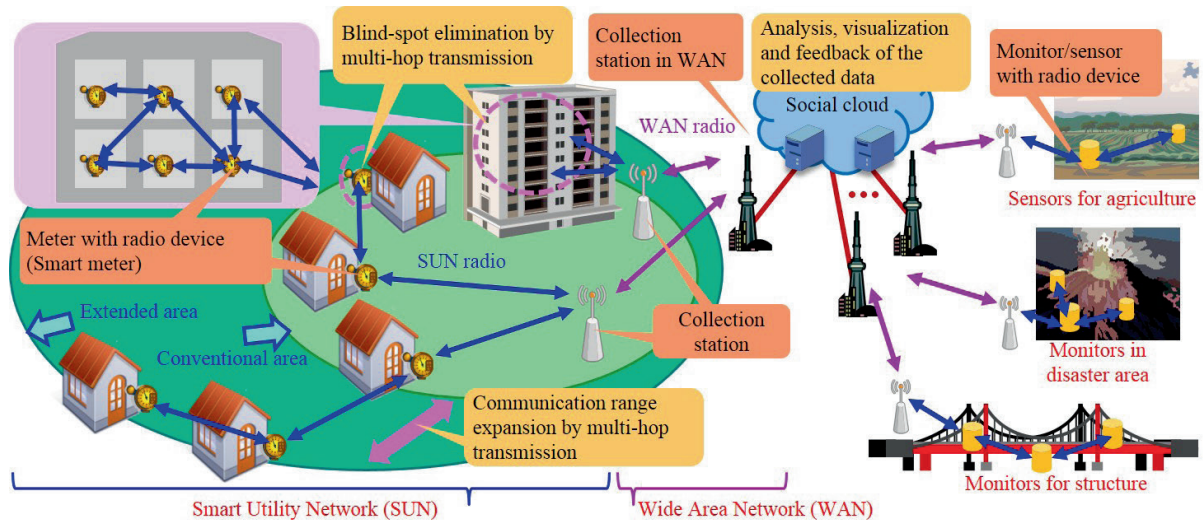 Blind-spot elimination by
multi-hop transmission
Collection
station in WAN
Analysis, visualization
and feedback of the
collected data
Social cloud
Monitor/sensor
with radio device
WAN radio
Sensors for agriculture
Meter with radio device
(Smart meter)
SUN radio
Extended area
Conventional area
Collection
station
Monitors in
disaster area
Communication range
expansion by multi-hop
transmission
Monitors for structure
Smart Utility Network (SUN)
Wide Area Network (WAN)